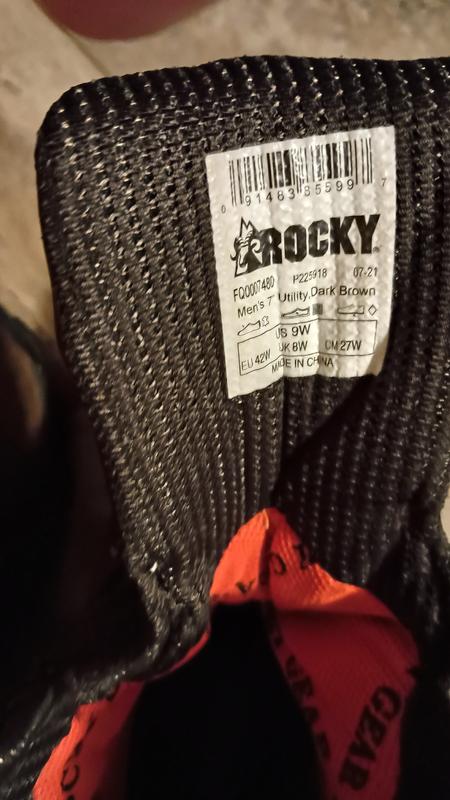 0 91483 85599 7
ROCKY
FQ0007480 P225918 07-21
Men's 7" Utility, Dark Brown
US 9W
EU 42W UK 8W CM 27W
MADE IN CHINA
GEAR
GEAR